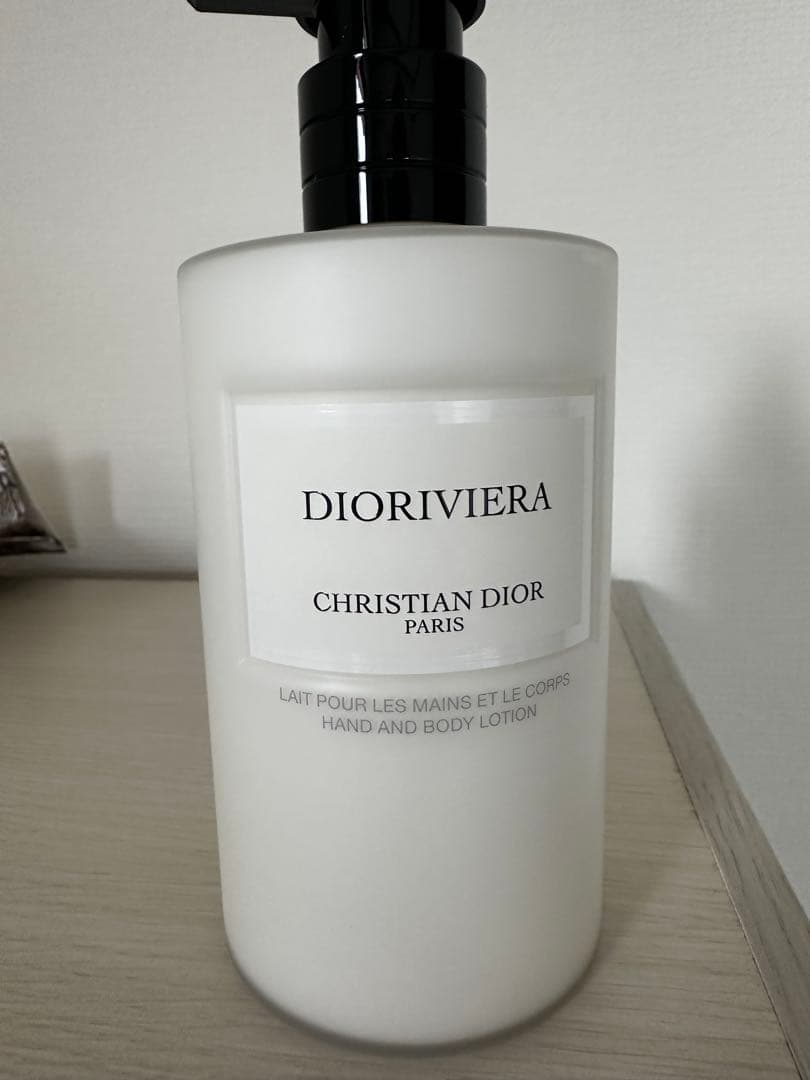 DIORIVIERA
CHRISTIAN DIOR
PARIS
LAIT POUR LES MAINS ET LE CORPS
HAND AND BODY LOTION